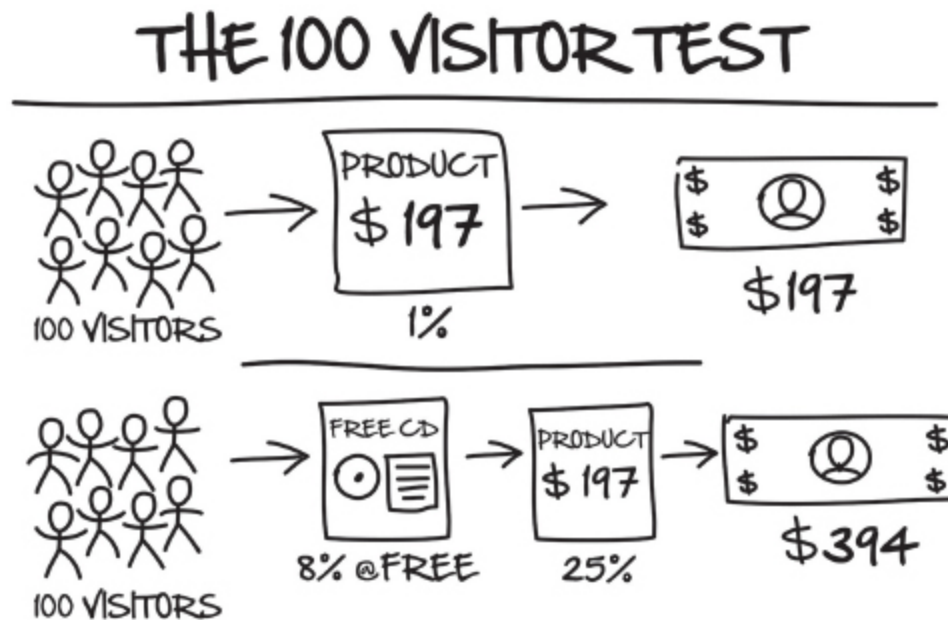 THE 100 VISITOR TEST
PRODUCT
$ 197
1%
100 VISITORS
$ $
$ $
$197
FREE CD
8% @FREE
PRODUCT
$ 197
25%
$ $
$ $
$394
100 VISITORS